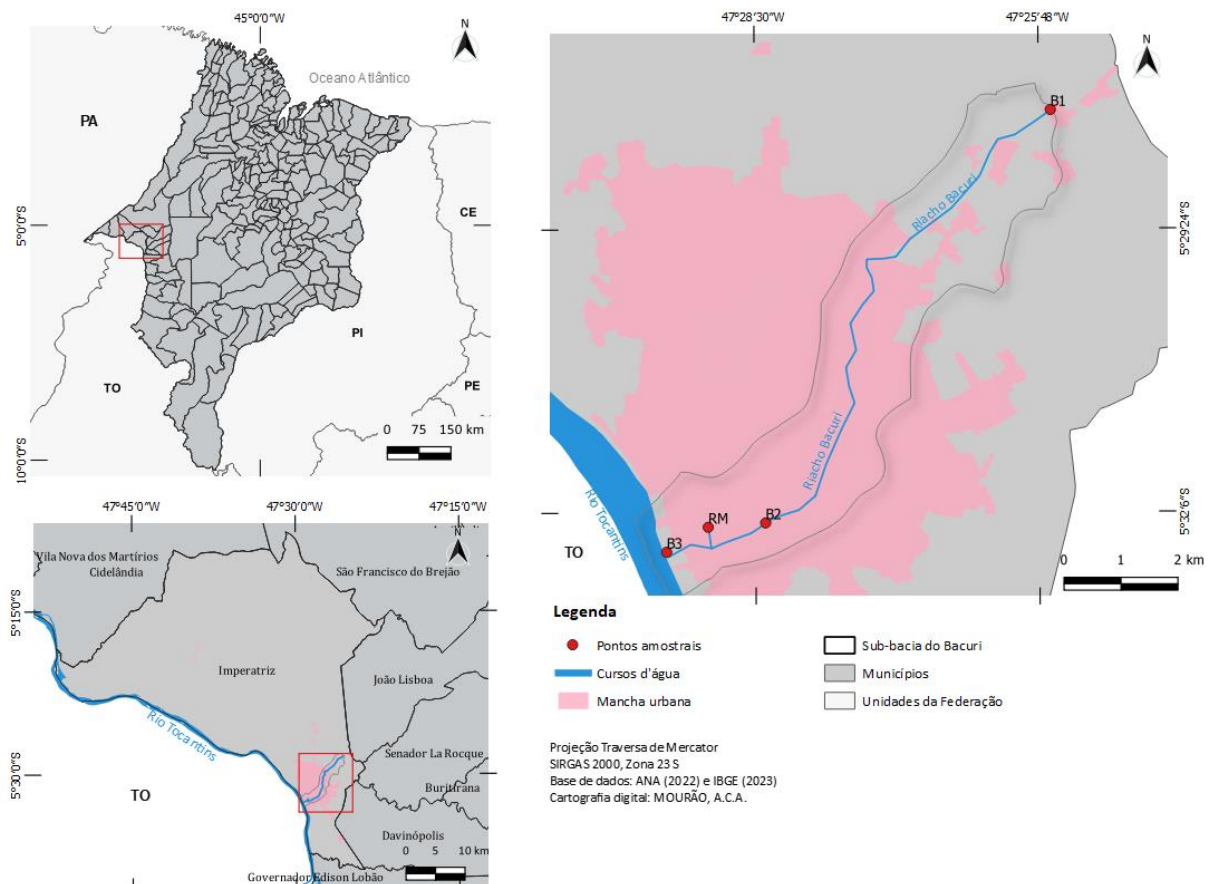 45°0'0"W
N
Oceano Atlântico
PA
CE
5°0'0"S
PI
TO
PE
0 75 150 km
10°0'0"S
47°45'0"W 47°30'0"W 47°15'0"W
N
Vila Nova dos Martírios
Cidelândia
São Francisco do Brejão
5°15'0"S
Imperatriz
João Lisboa
Rio Tocantins
Senador La Rocque
5°30'0"S
TO
Buritirana
Davinópolis
0 5 10 km
Governador Edison Lobão
47°28'30"W 47°25'48"W
N
B1
Riacho Bacuri
5°29'24"S
Riacho Bacuri
Rio Tocantins
RM
B2
B3
5°32'6"S
TO
0 1 2 km
Legenda
Pontos amostrais
Cursos d'água
Mancha urbana
Sub-bacia do Bacuri
Municípios
Unidades da Federação
Projeção Traversa de Mercator
SIRGAS 2000, Zona 23 S
Base de dados: ANA (2022) e IBGE (2023)
Cartografia digital: MOURÃO, A.C.A.